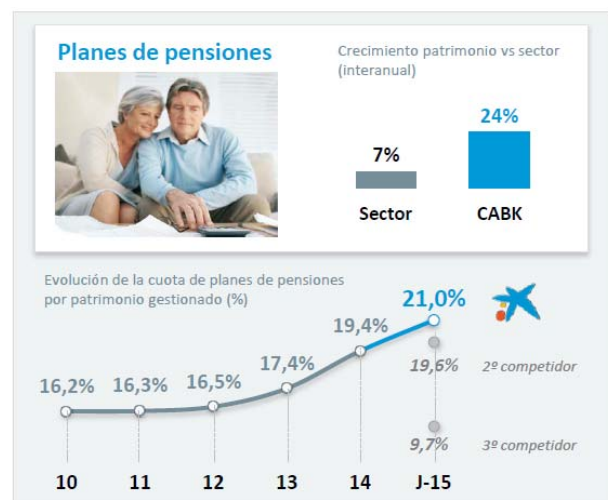 Planes de pensiones
Crecimiento patrimonio vs sector
(interanual)
24%
7%
Sector
CABK
Evolución de la cuota de planes de pensiones
por patrimonio gestionado (%)
21,0%
19,4%
17,4%
16,5%
16,3%
16,2%
19,6%
2º competidor
9,7%
3º competidor
10
11
12
13
14
J-15